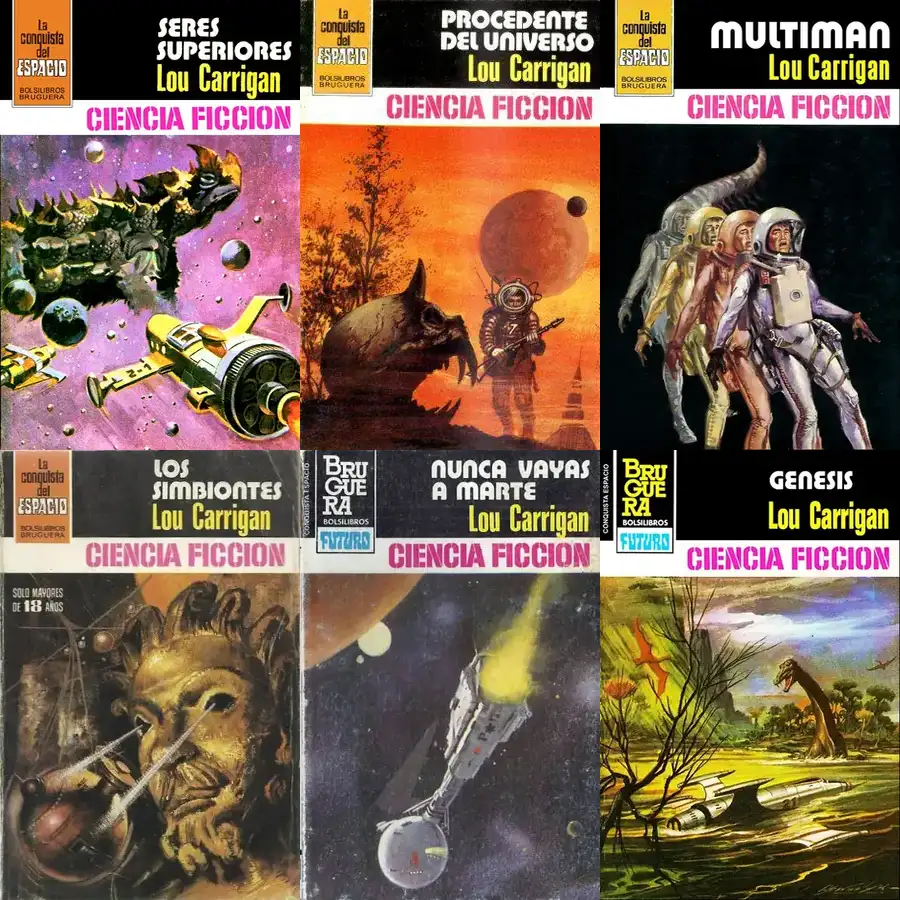 La
conquista
del
ESPACIO
BOLSILIBROS
BRUGUERA
SERES
SUPERIORES
Lou Carrigan
CIENCIA FICCION
Z-1
La
conquista
del
ESPACIO
BOLSILIBROS
BRUGUERA
PROCEDENTE
DEL UNIVERSO
Lou Carrigan
CIENCIA FICCION
7
La
conquista
del
ESPACIO
BOLSILIBROS
BRUGUERA
MULTIMAN
Lou Carrigan
CIENCIA FICCION
La
conquista
del
ESPACIO
BOLSILIBROS
BRUGUERA
LOS
SIMBIONTES
Lou Carrigan
CIENCIA FICCION
SOLO MAYORES
DE 18 AÑOS
CONQUISTA ESPACIO
BRU
GUE
RA
BOLSILIBROS
FUTURO
NUNCA VAYAS
A MARTE
Lou Carrigan
CIENCIA FICCION
CONQUISTA ESPACIO
BRU
GUE
RA
BOLSILIBROS
FUTURO
GENESIS
Lou Carrigan
CIENCIA FICCION